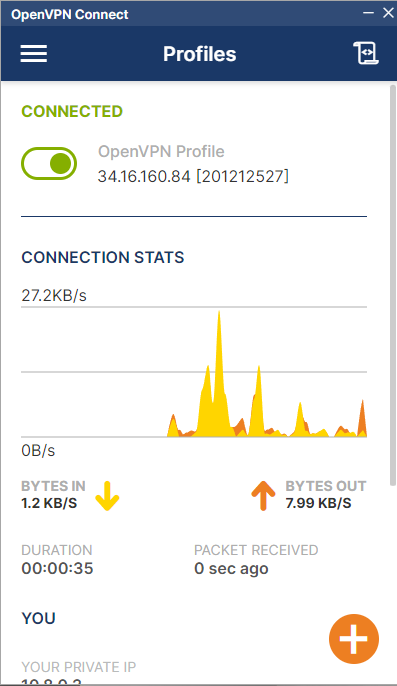 OpenVPN Connect
Profiles
CONNECTED
OpenVPN Profile
34.16.160.84 [201212527]
CONNECTION STATS
27.2KB/s
0B/s
BYTES IN
1.2 KB/S
BYTES OUT
7.99 KB/S
DURATION
00:00:35
PACKET RECEIVED
0 sec ago
YOU
YOUR PRIVATE IP